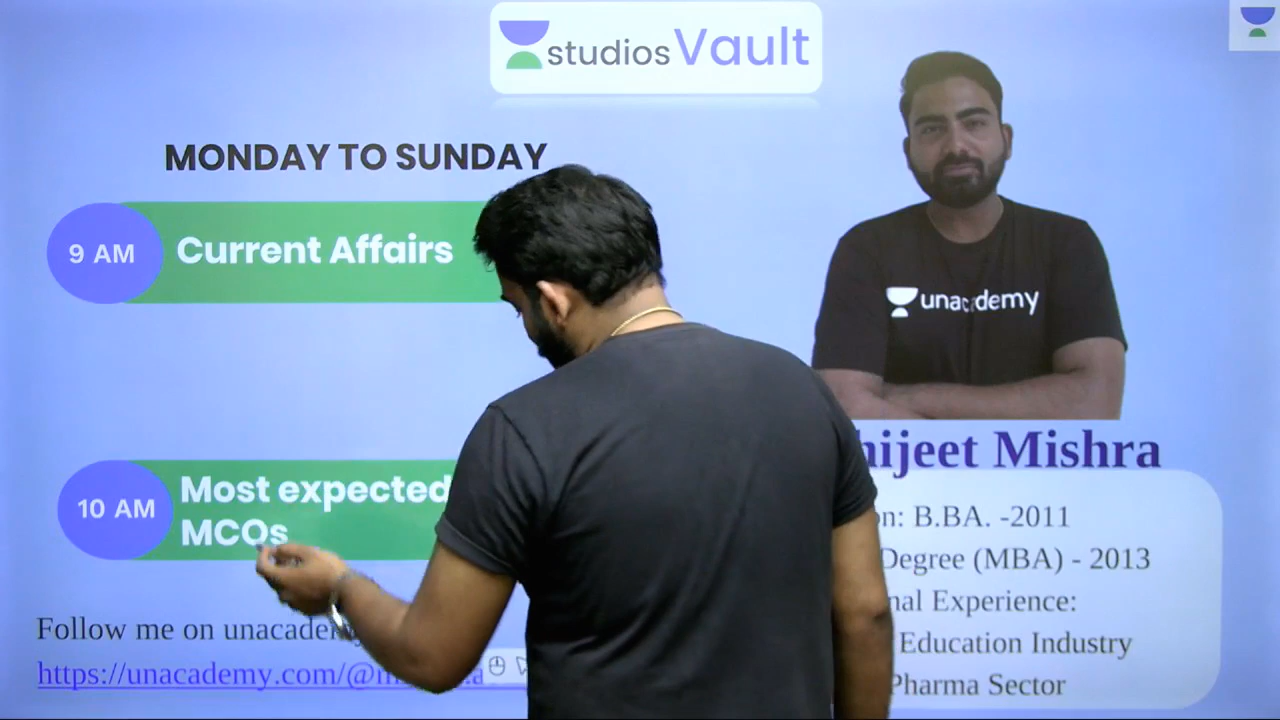 studios Vault
MONDAY TO SUNDAY
9 AM Current Affairs
10 AM Most expected
MCQs
Follow me on unacademy
https://unacademy.com/@
unacademy
hijeet Mishra
n: B.BA. -2011
Degree (MBA) - 2013
nal Experience:
Education Industry
Pharma Sector